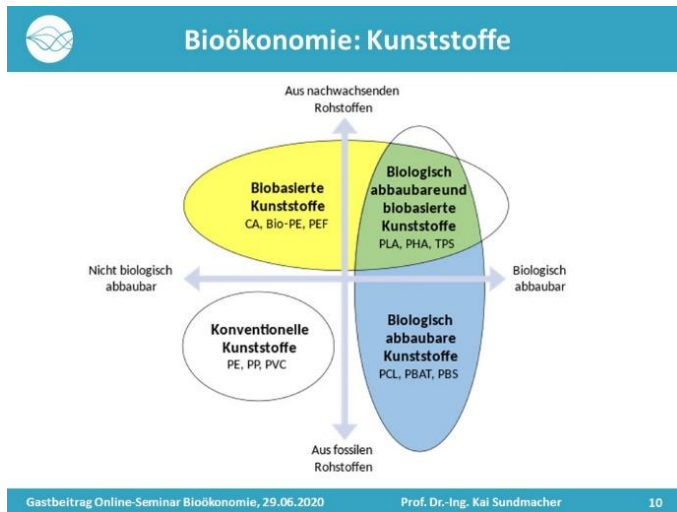 Bioökonomie: Kunststoffe
Aus nachwachsenden
Rohstoffen
Biobasierte
Kunststoffe
CA, Bio-PE, PEF
Biologisch
abbaubareund
biobasierte
Kunststoffe
PLA, PHA, TPS
Nicht biologisch
abbaubar
Biologisch
abbaubar
Konventionelle
Kunststoffe
PE, PP, PVC
Biologisch
abbaubare
Kunststoffe
PCL, PBAT, PBS
Aus fossilen
Rohstoffen
Gastbeitrag Online-Seminar Bioökonomie, 29.06.2020 Prof. Dr.-Ing. Kai Sundmacher 10